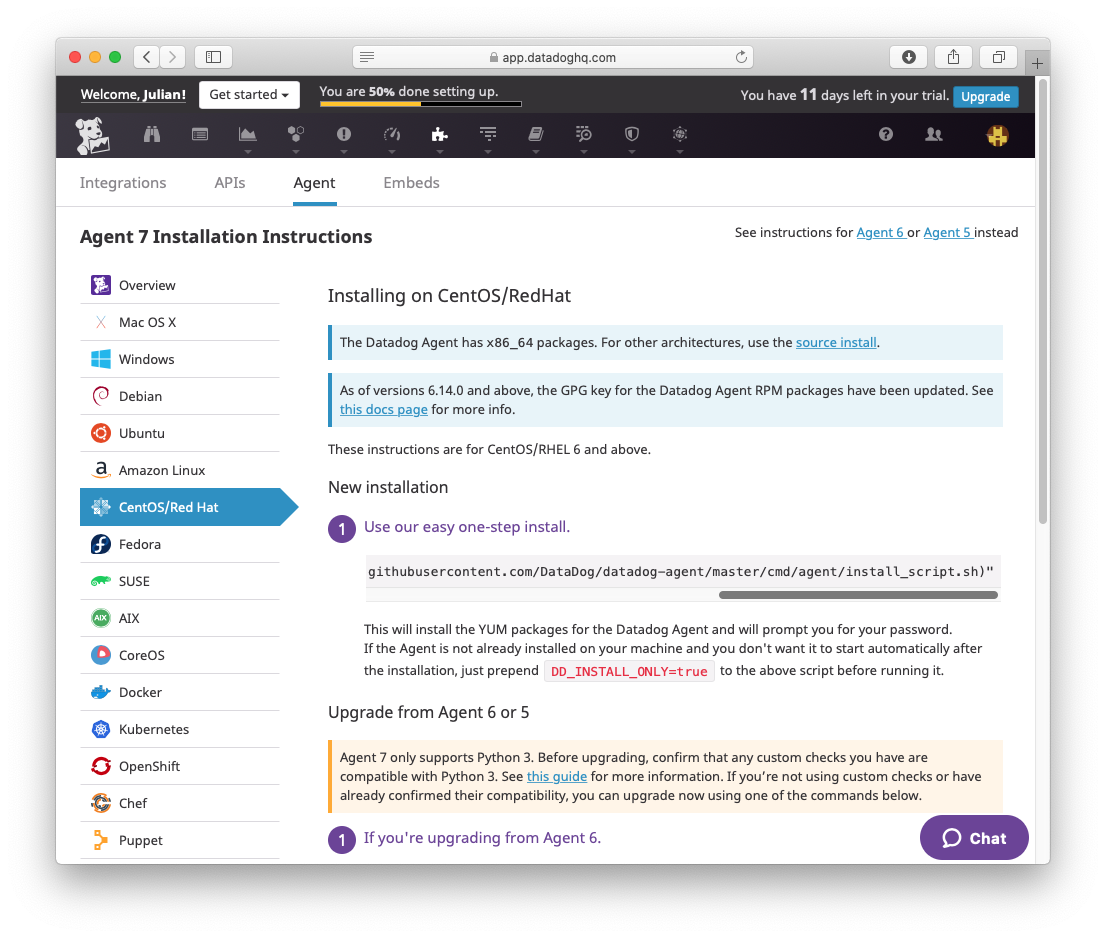 app.datadoghq.com
Welcome, Julian!
Get started
You are 50% done setting up.
You have 11 days left in your trial.
Upgrade
Integrations
APIs
Agent
Embeds
Agent 7 Installation Instructions
See instructions for Agent 6 or Agent 5 instead
Overview
Mac OS X
Windows
Debian
Ubuntu
Amazon Linux
CentOS/Red Hat
Fedora
SUSE
AIX
AIX
CoreOS
Docker
Kubernetes
OpenShift
Chef
Puppet
Installing on CentOS/RedHat
The Datadog Agent has x86_64 packages. For other architectures, use the source install.
As of versions 6.14.0 and above, the GPG key for the Datadog Agent RPM packages have been updated. See
this docs page for more info.
These instructions are for CentOS/RHEL 6 and above.
New installation
1 Use our easy one-step install.
githubusercontent.com/DataDog/datadog-agent/master/cmd/agent/install_script.sh)"
This will install the YUM packages for the Datadog Agent and will prompt you for your password.
If the Agent is not already installed on your machine and you don't want it to start automatically after
the installation, just prepend DD_INSTALL_ONLY=true to the above script before running it.
Upgrade from Agent 6 or 5
Agent 7 only supports Python 3. Before upgrading, confirm that any custom checks you have are
compatible with Python 3. See this guide for more information. If you’re not using custom checks or have
already confirmed their compatibility, you can upgrade now using one of the commands below.
1 If you're upgrading from Agent 6.
Chat